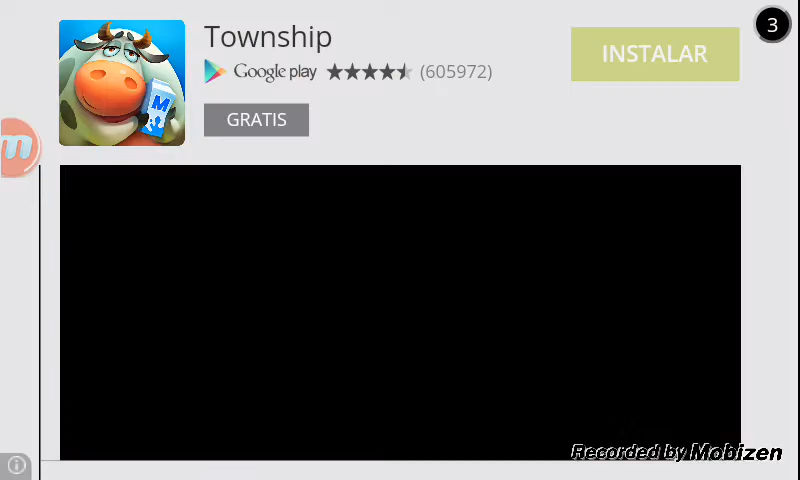 Township
3
INSTALAR
Google play (605972)
GRATIS
M
m
Recorded by Mobizen